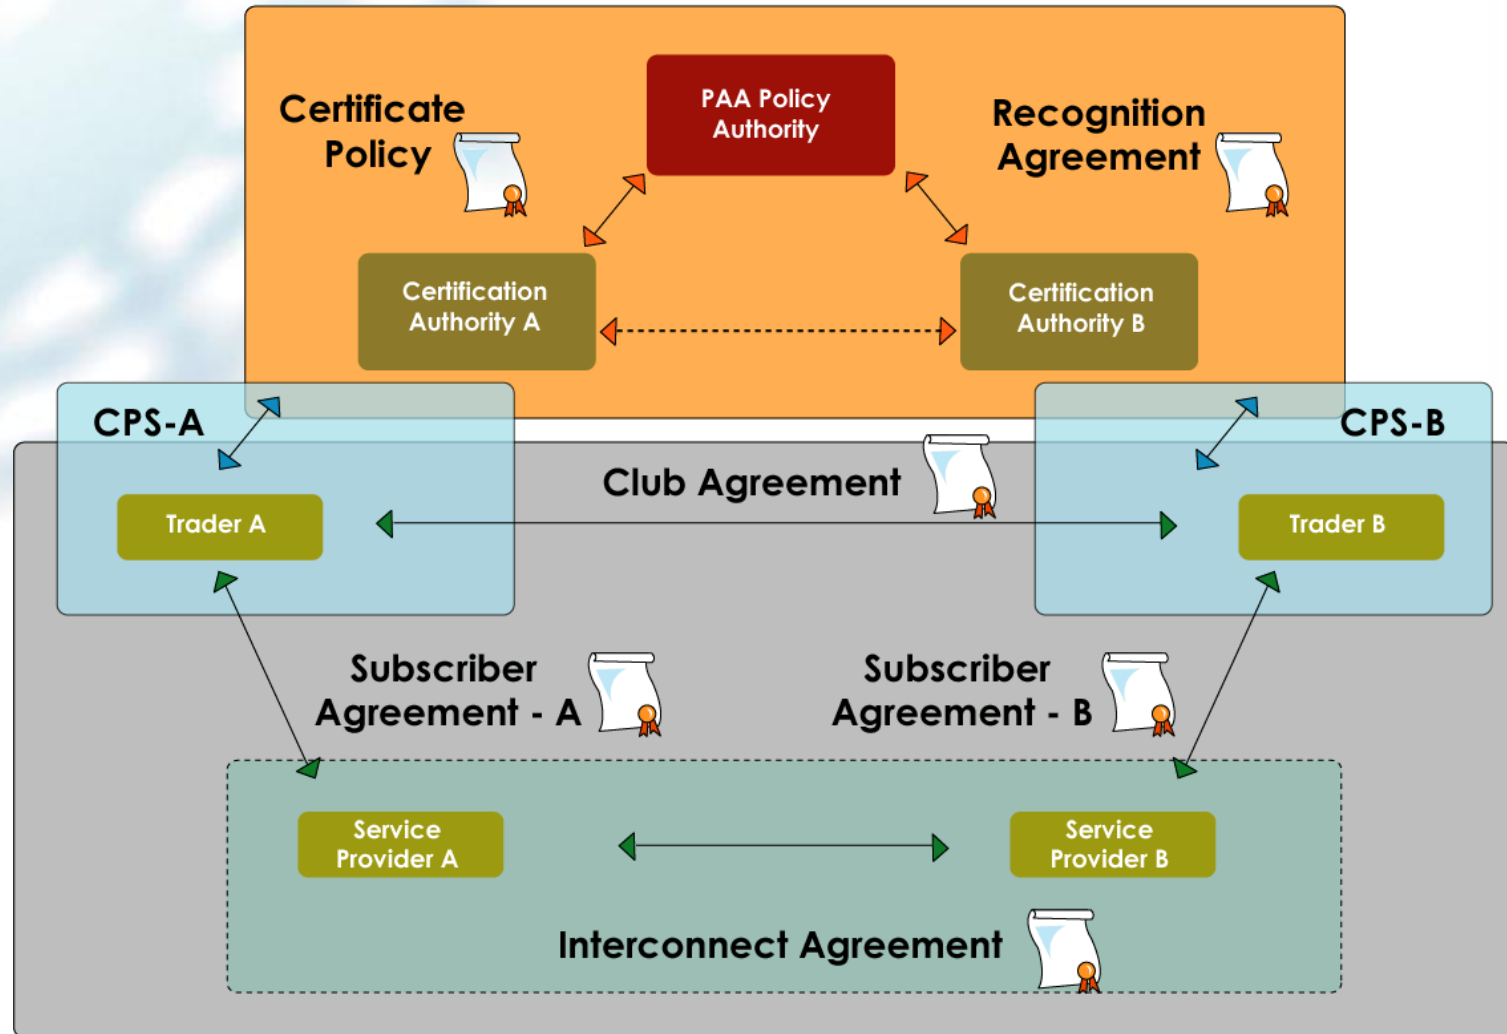 PAA Policy
Authority
Certificate
Policy
Recognition
Agreement
Certification
Authority A
Certification
Authority B
CPS-A
CPS-B
Club Agreement
Trader A
Trader B
Subscriber
Agreement - A
Subscriber
Agreement - B
Service
Provider A
Service
Provider B
Interconnect Agreement